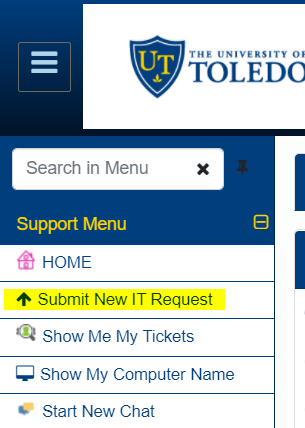 THE UNIVERSITY OF
UT
TOLEDO
Search in Menu
Support Menu
HOME
Submit New IT Request
Show Me My Tickets
Show My Computer Name
Start New Chat